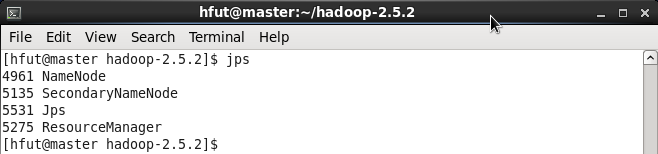 hfut@master:~/hadoop-2.5.2
File Edit View Search Terminal Help
[hfut@master hadoop-2.5.2]$ jps
4961 NameNode
5135 SecondaryNameNode
5531 Jps
5275 ResourceManager
[hfut@master hadoop-2.5.2]$